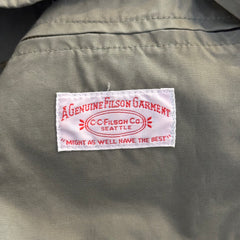 A GENUINE FILSON GARMENT
C.C. FILSON CO.
SEATTLE
"MIGHT AS WELL HAVE THE BEST"